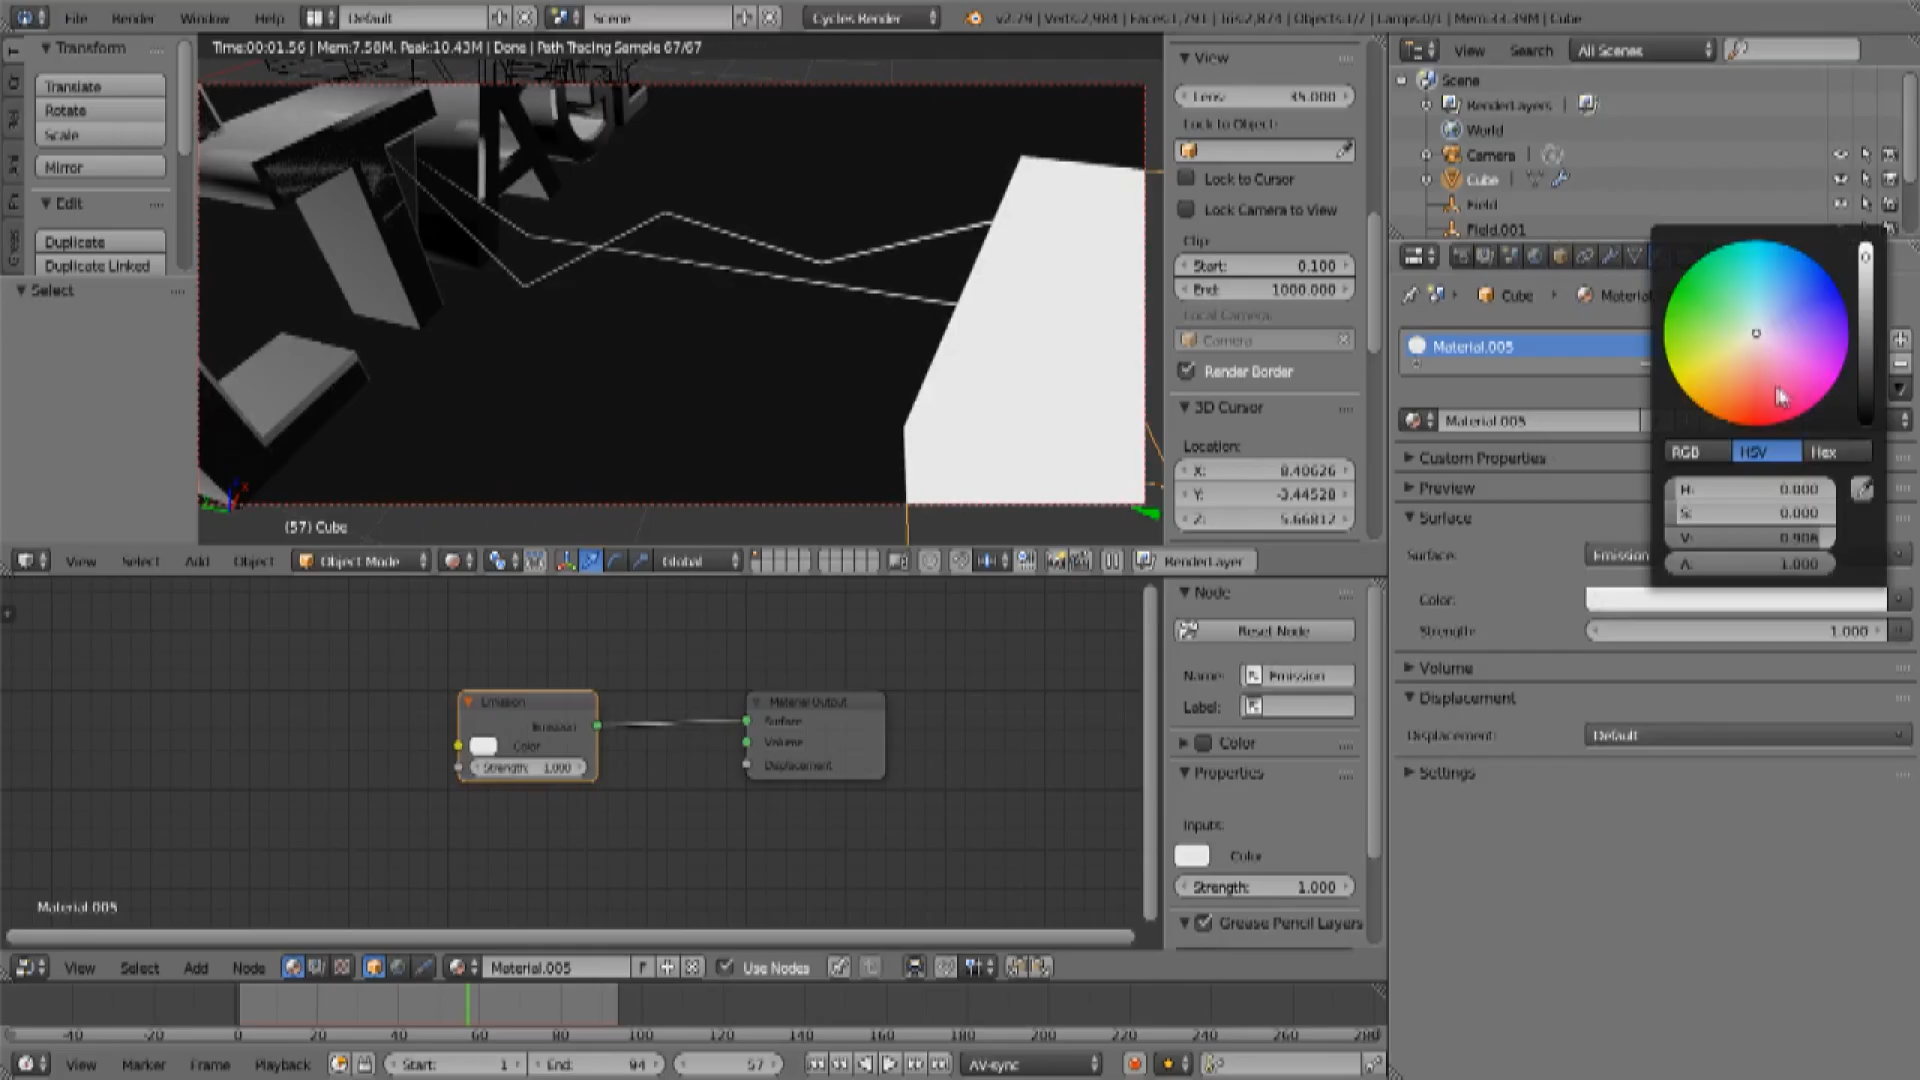 File Render Window Help Default Scene Cycles Render v2.79 | Verts:2,984 | Faces:1,791 | Tris:2,874 | Objects:1/7 | Lamps:0/1 | Mem:33.39M | Cube
Time:00:01.56 | Mem:7.58M, Peak:10.43M | Done | Path Tracing Sample 67/67
Transform
Translate
Rotate
Scale
Mirror
Edit
Duplicate
Duplicate Linked
Select
(57) Cube
View
Lens: 35.000
Lock to Object:
Lock to Cursor
Lock Camera to View
Clip:
Start: 0.100
End: 1000.000
Local Camera:
Camera
Render Border
3D Cursor
Location:
X: 8.40626
Y: -3.44528
Z: 5.66812
View Select Add Object Object Mode Global RenderLayer
View Search All Scenes
Scene
RenderLayers
World
Camera
Cube
Field
Field.001
Cube Material
Material.005
Material.005
Custom Properties
Preview
Surface
Surface: Emission
Color:
Strength: 1.000
Volume
Displacement
Displacement: Default
Settings
RGB HSV Hex
H: 0.000
S: 0.000
V: 0.908
A: 1.000
Emission
Emission
Color
Strength: 1.000
Material Output
Surface
Volume
Displacement
Material.005
Node
Reset Node
Name: Emission
Label:
Color
Properties
Inputs:
Color
Strength: 1.000
Grease Pencil Layers
View Select Add Node Material.005 F Use Nodes
-40 -20 0 20 40 60 80 100 120 140 160 180 200 220 240 260 280
View Marker Frame Playback Start: 1 End: 94 57 AV-sync